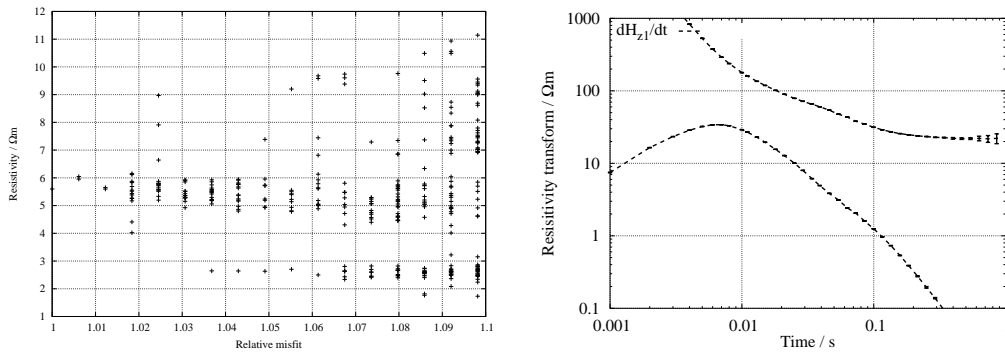 12
11
10
9
8
7
6
5
4
3
2
1
Resistivity / Ωm
1 1.01 1.02 1.03 1.04 1.05 1.06 1.07 1.08 1.09 1.1
Relative misfit
1000
100
10
1
0.1
Resisitivity transform / Ωm
dHz1/dt
0.001 0.01 0.1
Time / s